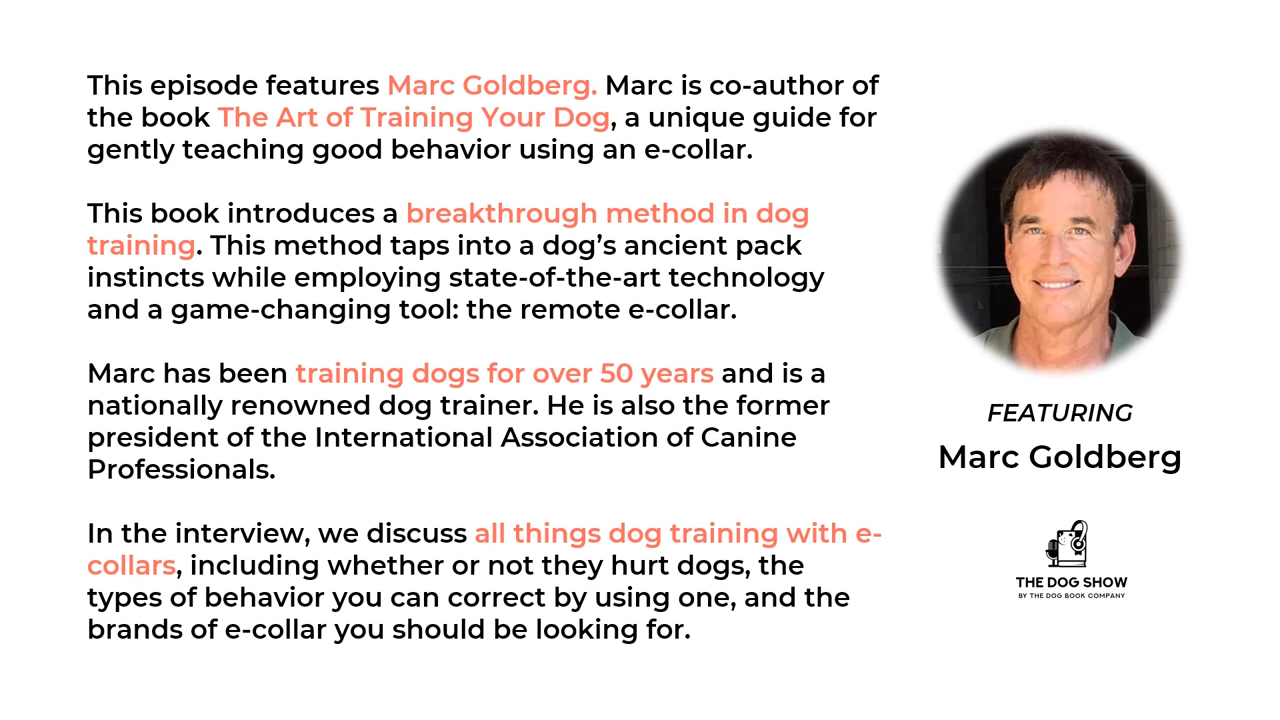 This episode features Marc Goldberg. Marc is co-author of
the book The Art of Training Your Dog, a unique guide for
gently teaching good behavior using an e-collar.
This book introduces a breakthrough method in dog
training. This method taps into a dog’s ancient pack
instincts while employing state-of-the-art technology
and a game-changing tool: the remote e-collar.
Marc has been training dogs for over 50 years and is a
nationally renowned dog trainer. He is also the former
president of the International Association of Canine
Professionals.
In the interview, we discuss all things dog training with e-
collars, including whether or not they hurt dogs, the
types of behavior you can correct by using one, and the
brands of e-collar you should be looking for.
FEATURING
Marc Goldberg
THE DOG SHOW
BY THE DOG BOOK COMPANY